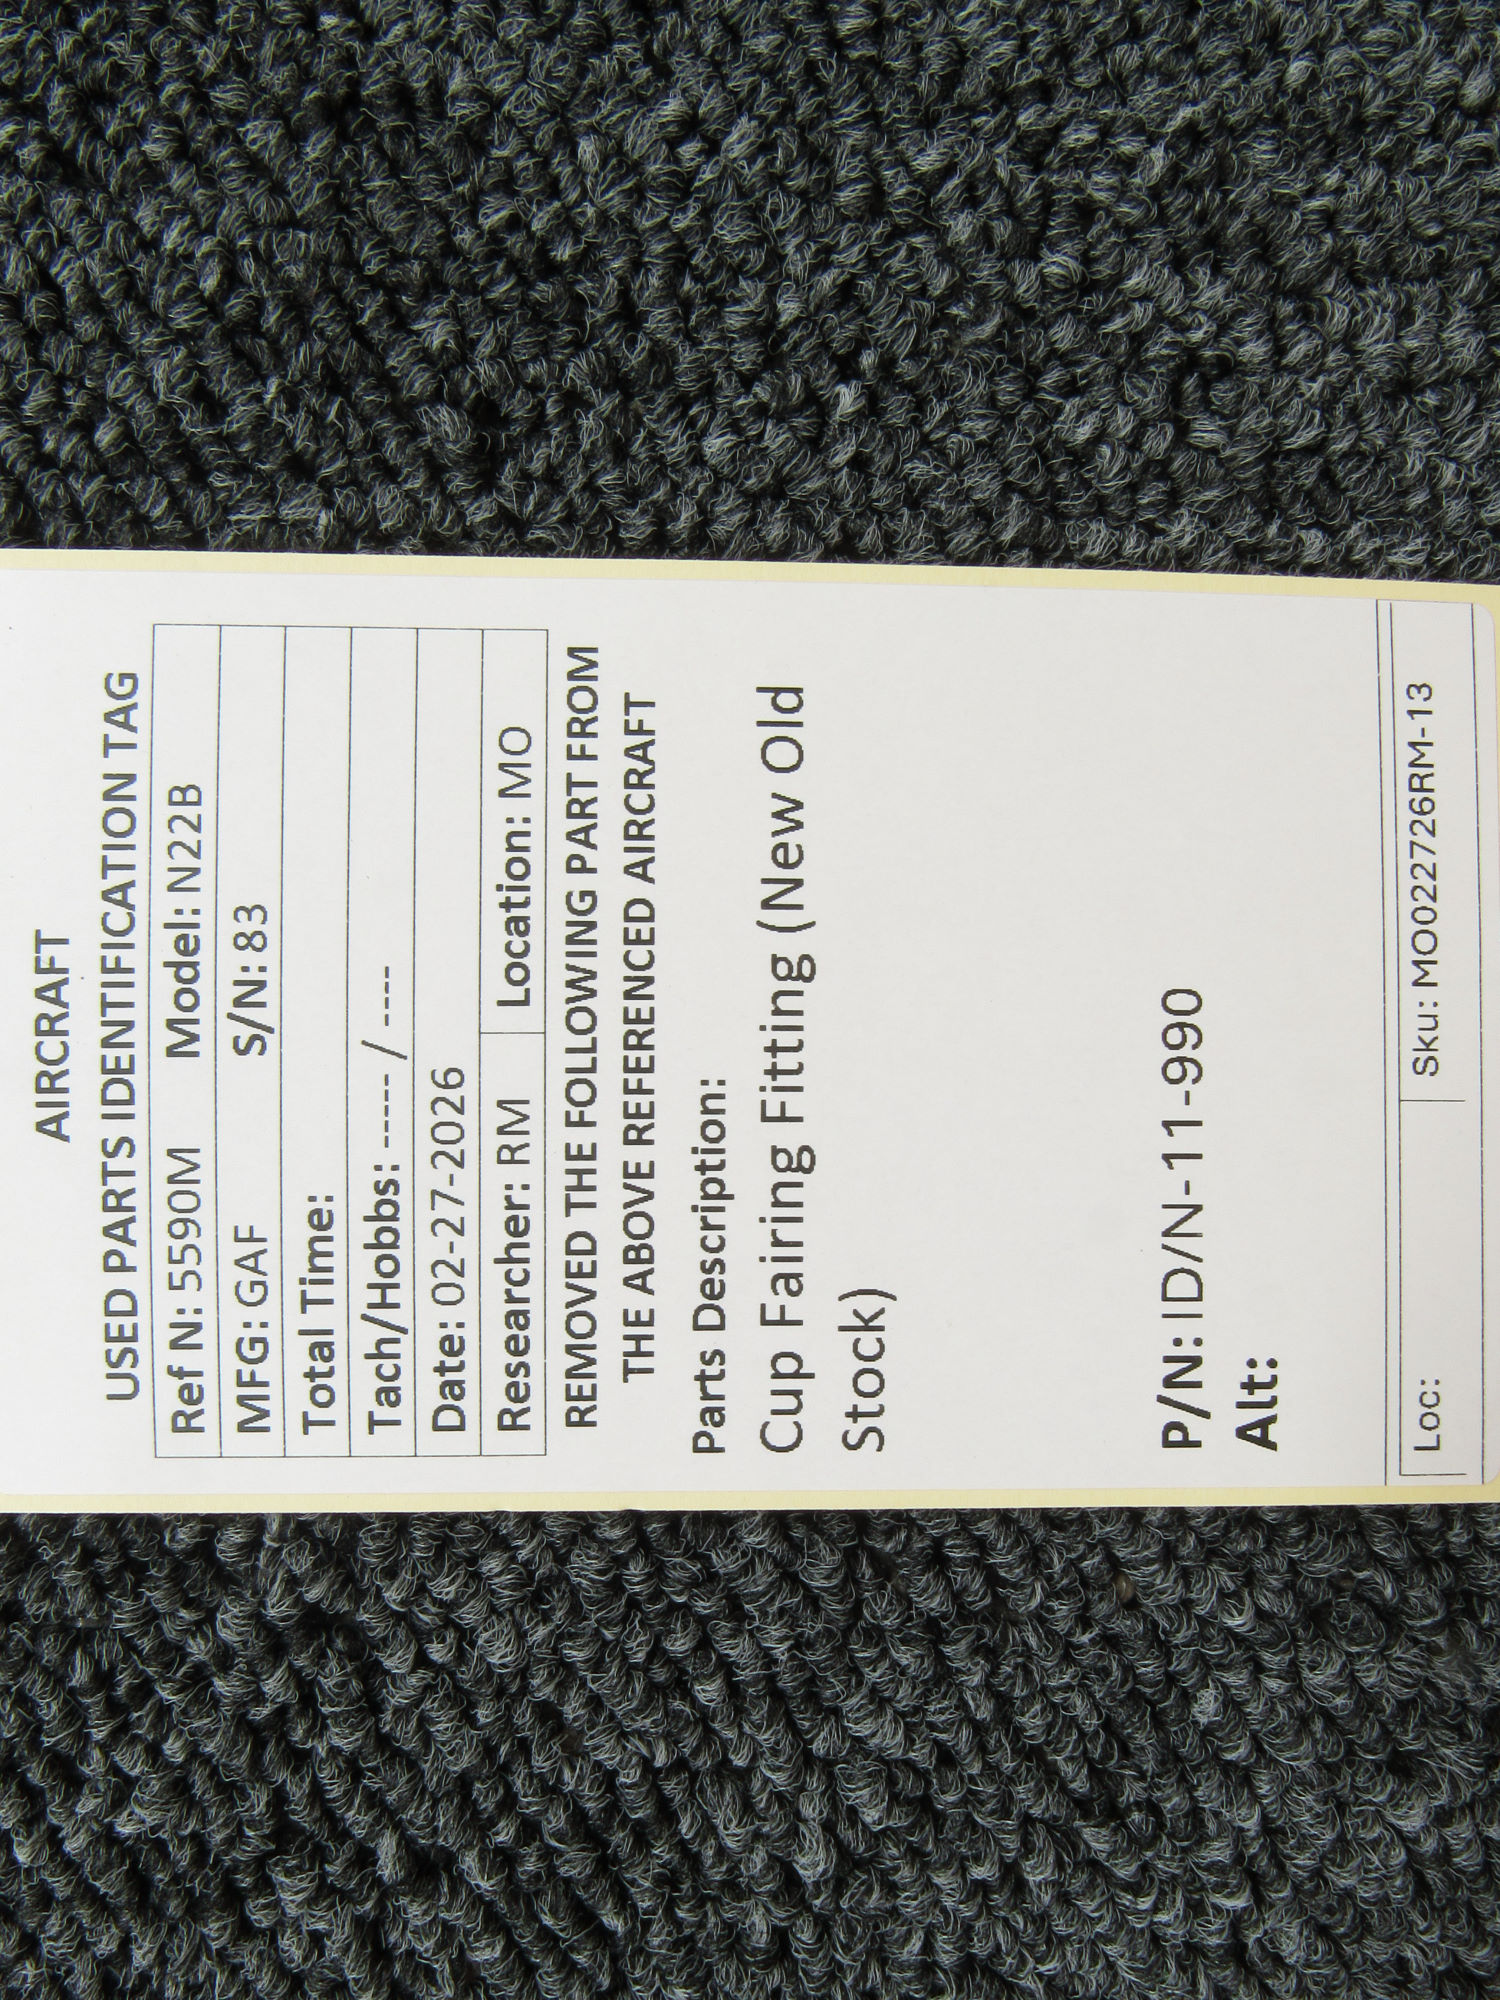 AIRCRAFT
USED PARTS IDENTIFICATION TAG
Ref N: 5590M Model: N22B
MFG: GAF S/N: 83
Total Time:
Tach/Hobbs: ----- / ----
Date: 02-27-2026
Researcher: RM Location: MO
REMOVED THE FOLLOWING PART FROM
THE ABOVE REFERENCED AIRCRAFT
Parts Description:
Cup Fairing Fitting (New Old
Stock)
P/N: ID/N-11-990
Alt:
Loc: Sku: MO022726RM-13